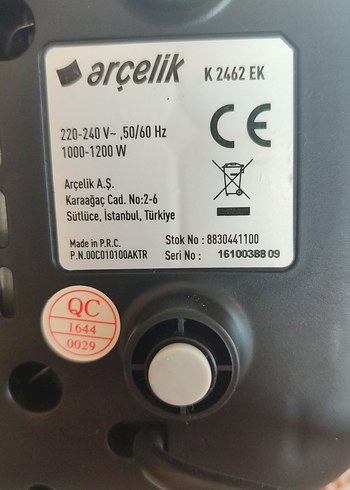 arçelik K 2462 EK
220-240 V~ ,50/60 Hz
1000-1200 W
CE
Arçelik A.Ş.
Karaağaç Cad. No:2-6
Sütlüce, İstanbul, Türkiye
Made in P.R.C. Stok No : 8830441100
P.N.00C010100AKTR Seri No : 1610038809
QC
1644
0029